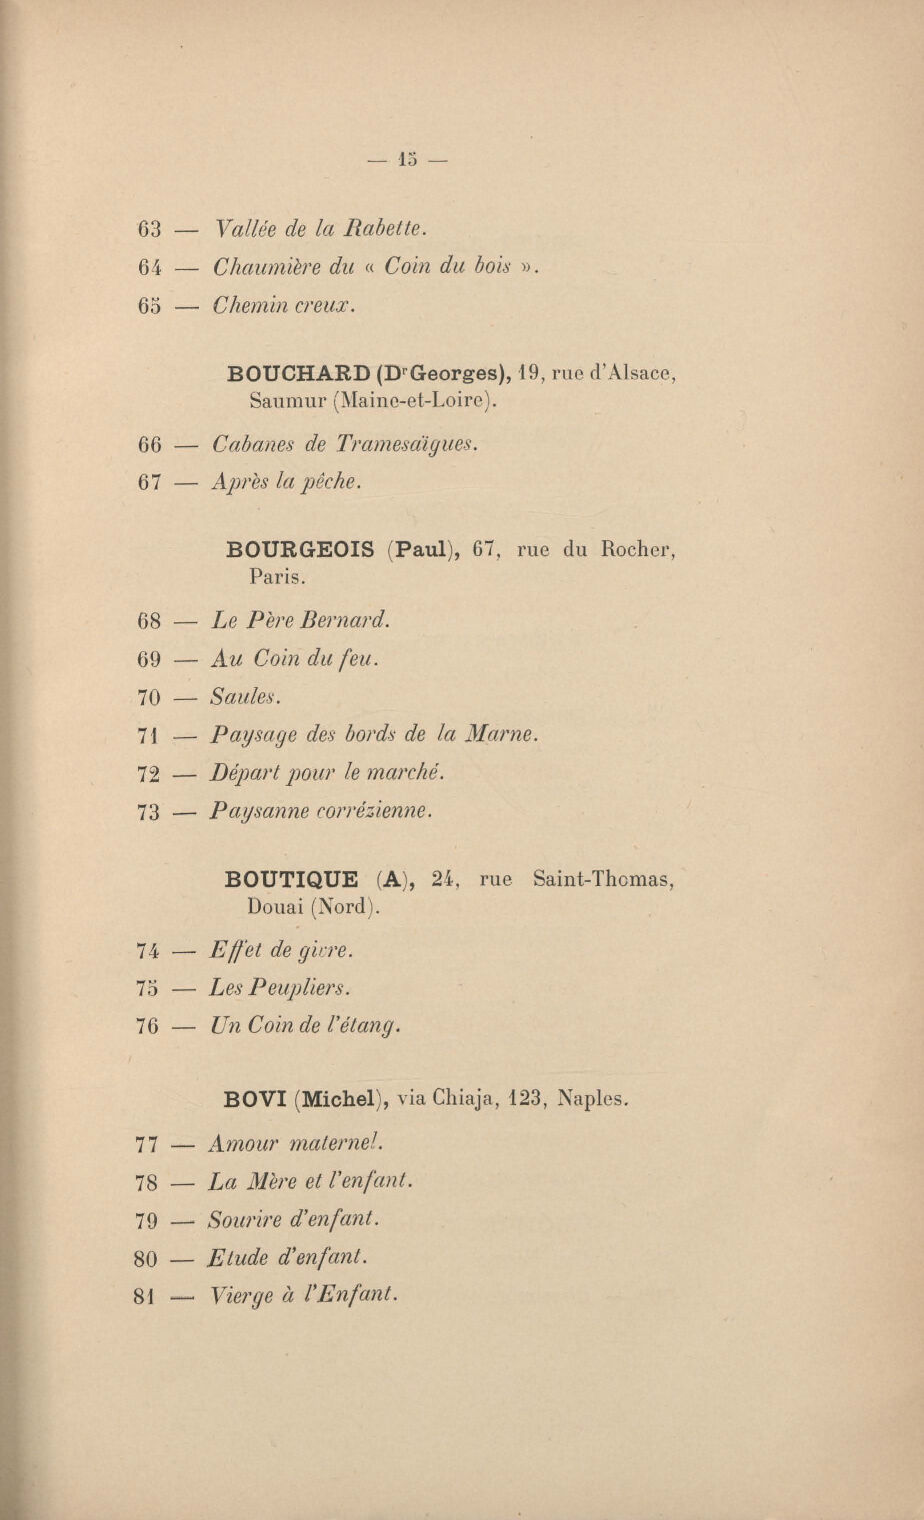 — 15 —
63 — Vallée de la Rabette.
64 — Chaumière du « Coin du bois ».
65 — Chemin creux.
BOUCHARD (Dr Georges), 19, rue d'Alsace,
Saumur (Maine-et-Loire).
66 — Cabanes de Tramesaïgues.
67 — Après la pêche.
BOURGEOIS (Paul), 67, rue du Rocher,
Paris.
68 — Le Père Bernard.
69 — Au Coin du feu.
70 — Saules.
71 — Paysage des bords de la Marne.
72 — Départ pour le marché.
73 — Paysanne corrézienne.
BOUTIQUE (A), 24, rue Saint-Thomas,
Douai (Nord).
74 — Effet de givre.
75 — Les Peupliers.
76 — Un Coin de l'étang.
BOVI (Michel), via Chiaja, 123, Naples.
77 — Amour maternel.
78 — La Mère et l'enfant.
79 — Sourire d'enfant.
80 — Etude d'enfant.
81 — Vierge à l'Enfant.